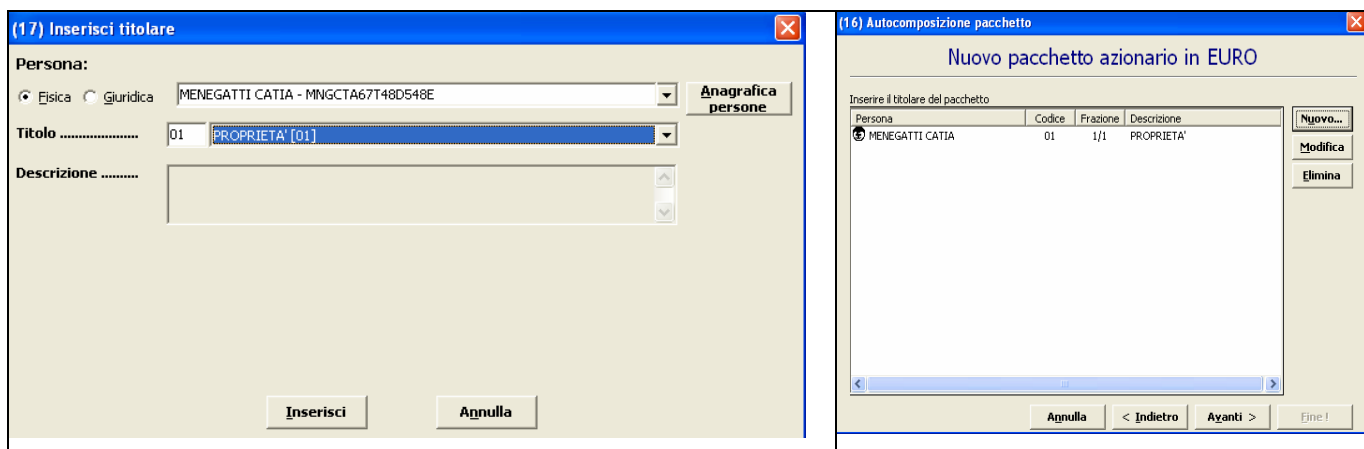 (17) Inserisci titolare
Persona:
Fisica Giuridica MENEGATTI CATIA - MNGCTA67T48D548E Anagrafica persone
Titolo ..................... 01 PROPRIETA' [01]
Descrizione ..........
Inserisci Annulla
(16) Autocomposizione pacchetto
Nuovo pacchetto azionario in EURO
Inserire il titolare del pacchetto
Persona Codice Frazione Descrizione
MENEGATTI CATIA 01 1/1 PROPRIETA'
Nuovo...
Modifica
Elimina
Annulla < Indietro Avanti > Fine !